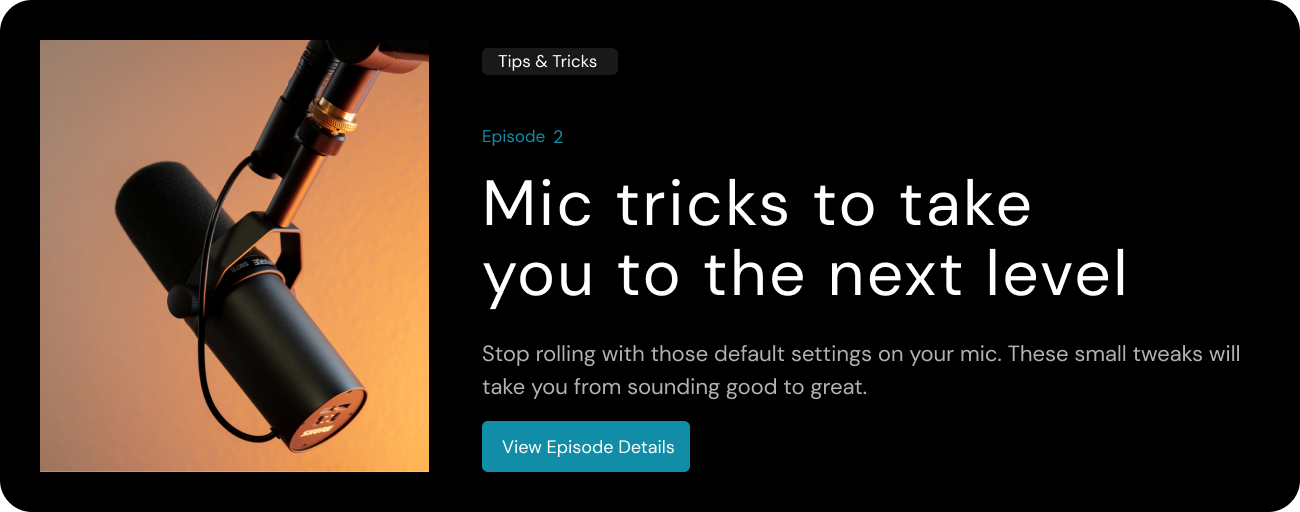 Tips & Tricks
Episode 2
Mic tricks to take
you to the next level
Stop rolling with those default settings on your mic. These small tweaks will
take you from sounding good to great.
View Episode Details